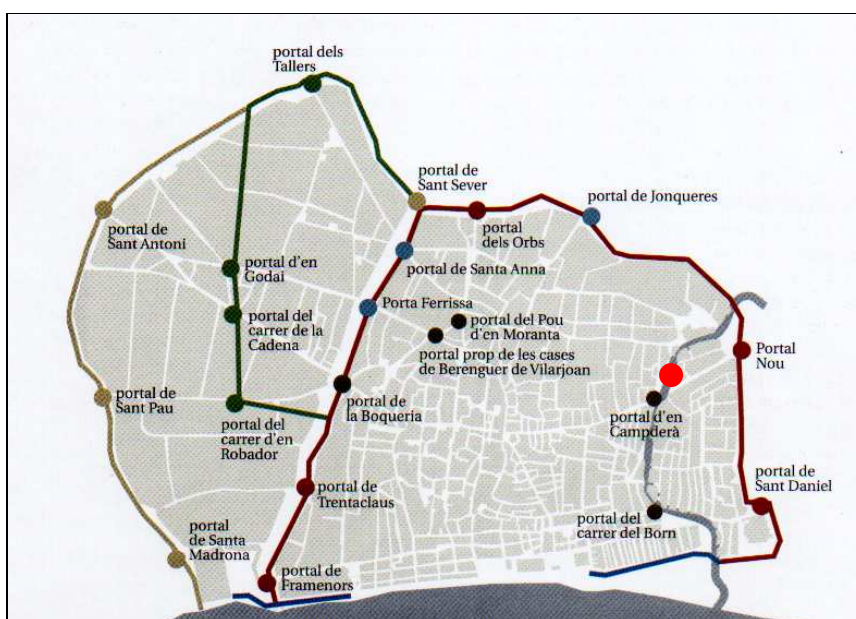 portal dels
Tallers
portal de
Sant Sever
portal de Jonqueres
portal de
Sant Antoni
portal
dels Orbs
portal d'en
Godai
portal de Santa Anna
Porta Ferrissa
portal del
carrer de la
Cadena
portal del Pou
d'en Moranta
portal prop de les cases
de Berenguer de Vilarjoan
Portal
Nou
portal de
Sant Pau
portal de
la Boqueria
portal del
carrer d'en
Robador
portal d'en
Campderà
portal de
Trentaclaus
portal de
Sant Daniel
portal
de Santa
Madrona
portal del
carrer del Born
portal de
Framenors